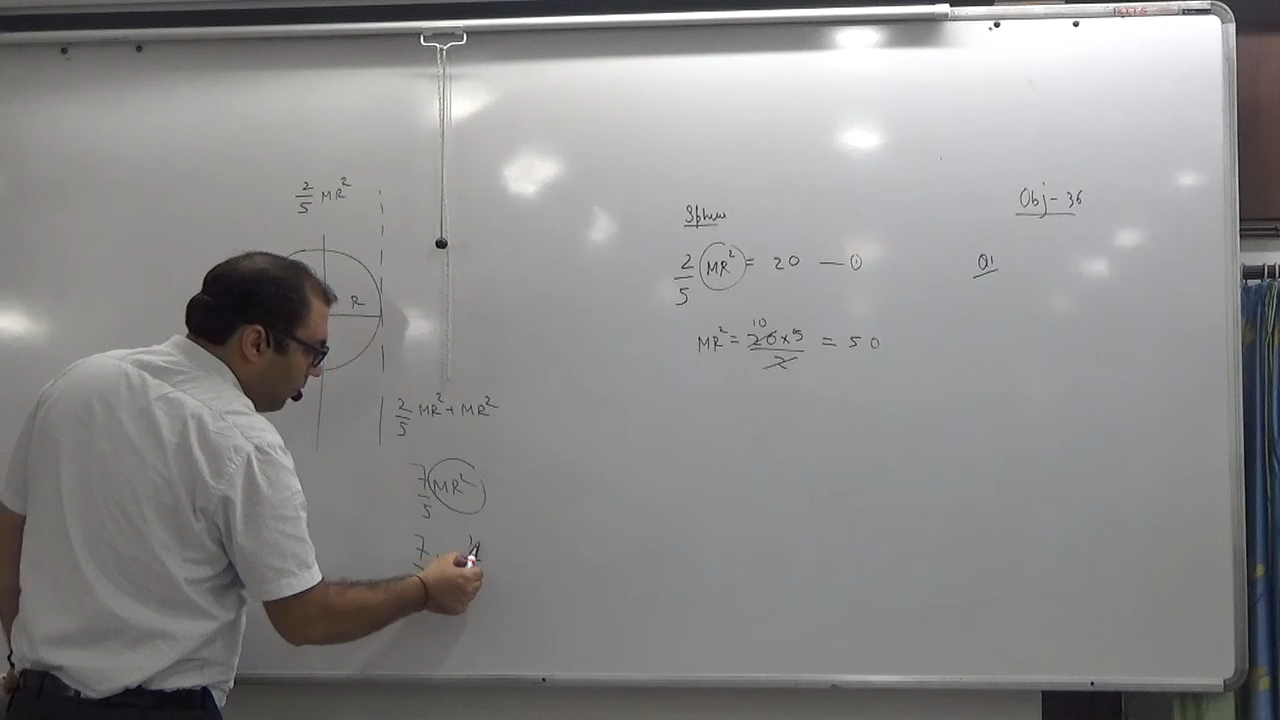 2/5 MR²
R
2/5 MR² + MR²
7/5 MR²
7
Sphere
2/5 MR² = 20 — ①
MR² = 20×5/2 = 50
10
Obj - 36
Q1